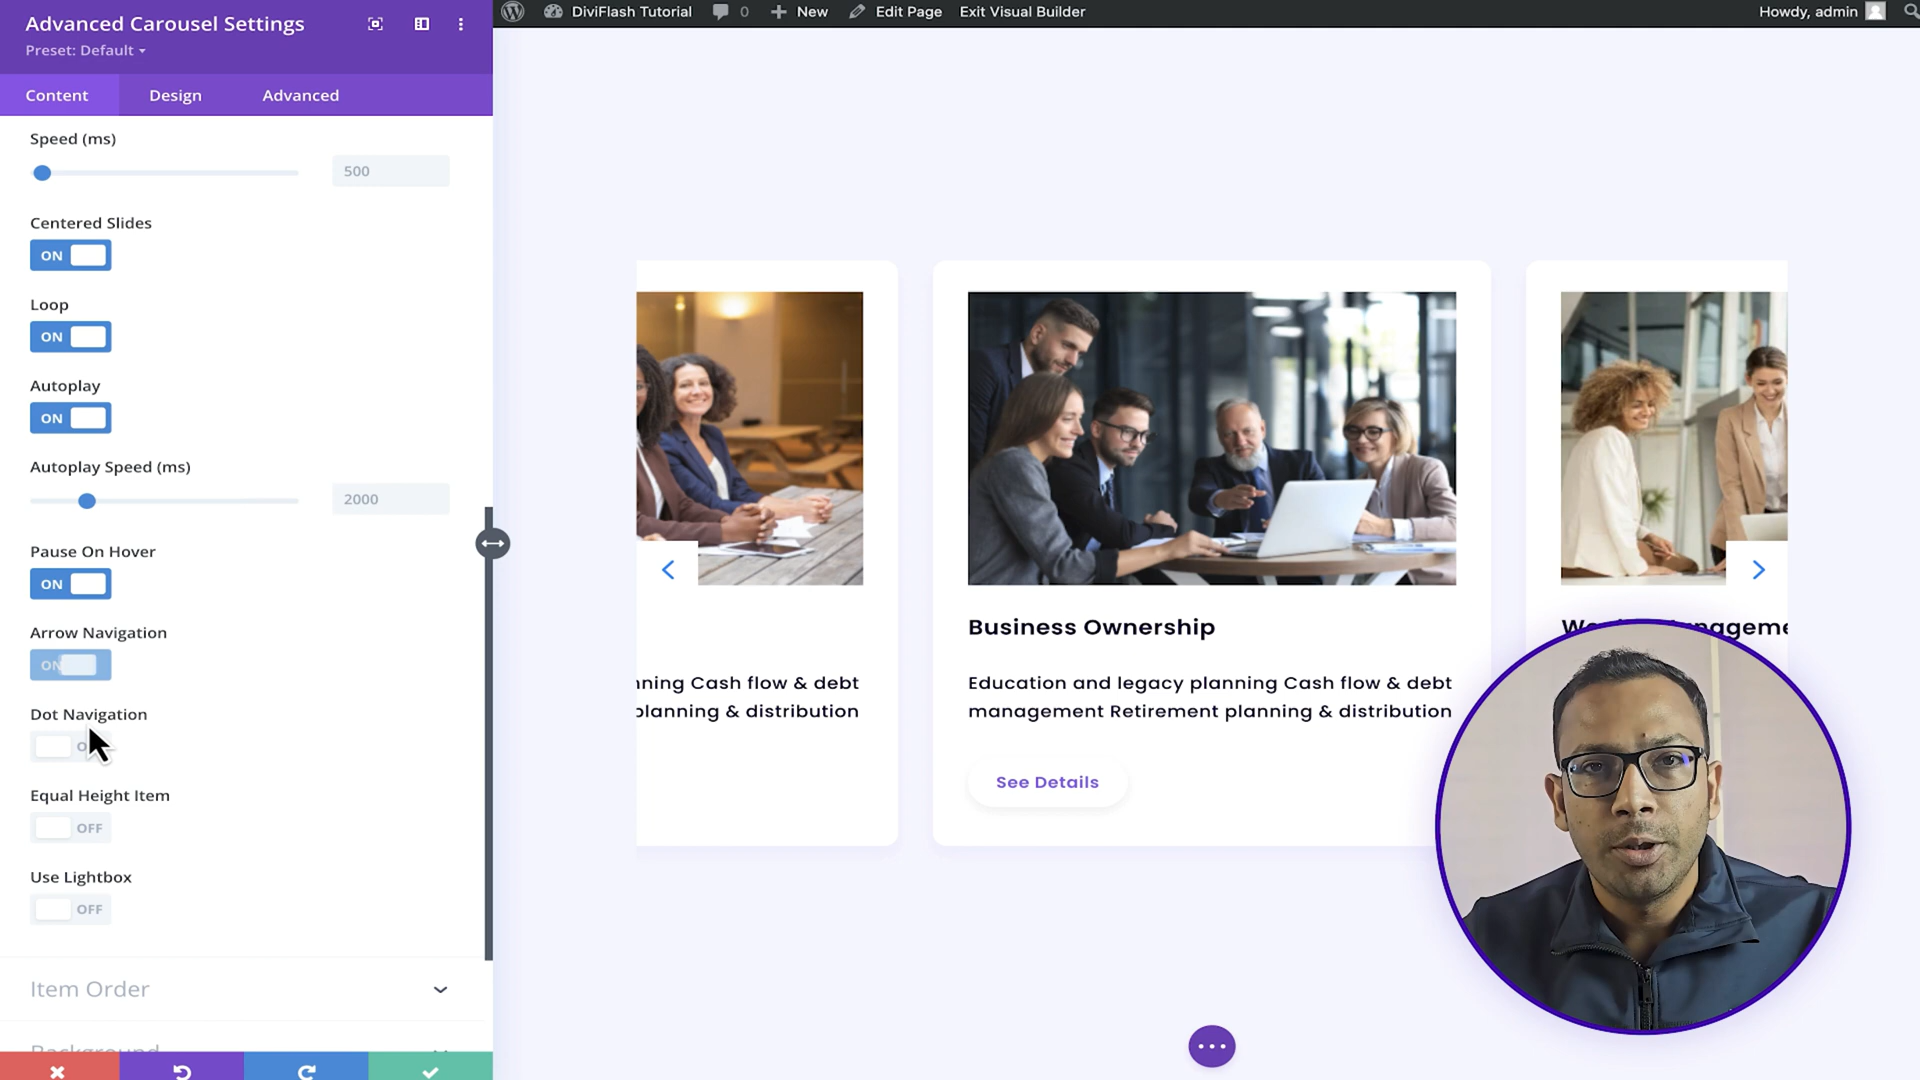 Advanced Carousel Settings
Preset: Default
Content Design Advanced
DiviFlash Tutorial 0 New Edit Page Exit Visual Builder Howdy, admin
Speed (ms)
500
Centered Slides
ON
Loop
ON
Autoplay
ON
Autoplay Speed (ms)
2000
Pause On Hover
ON
Arrow Navigation
ON
Dot Navigation
Equal Height Item
OFF
Use Lightbox
OFF
Item Order
Background
Business Ownership
nning Cash flow & debt
planning & distribution
Education and legacy planning Cash flow & debt
management Retirement planning & distribution
See Details